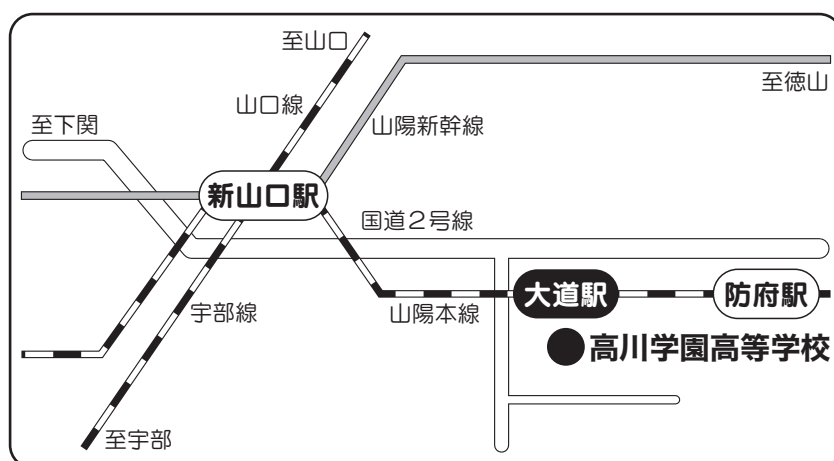 至山口
至徳山
山口線
山陽新幹線
至下関
新山口駅
国道2号線
大道駅
防府駅
宇部線
山陽本線
高川学園高等学校
至宇部